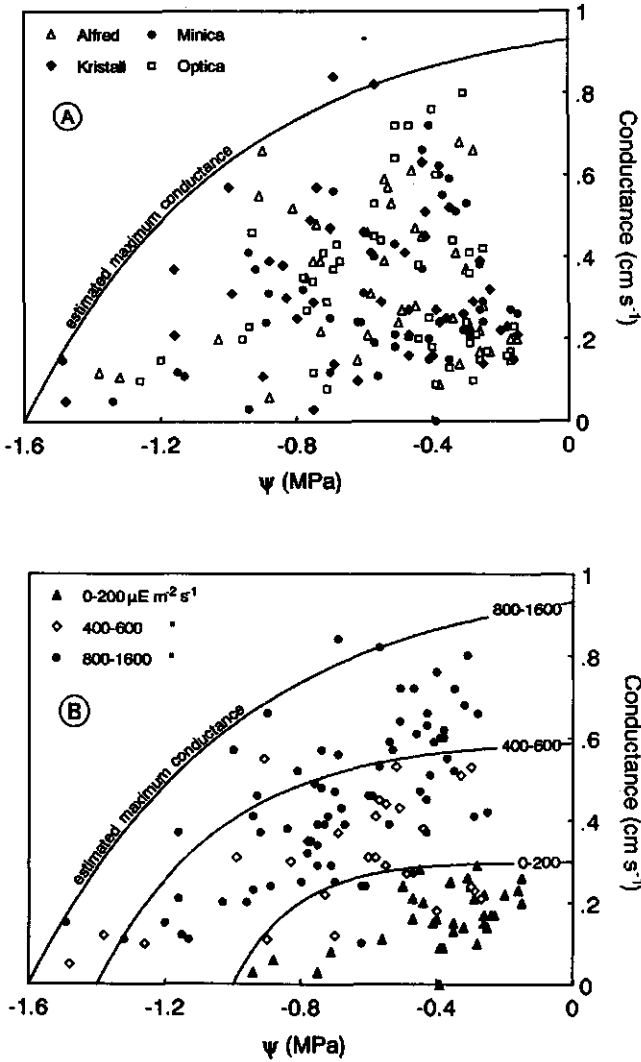 Alfred Minica
Kristall Optica
A
estimated maximum conductance
1
.8
.6
.4
.2
0
Conductance (cm s⁻¹)
-1.6 -1.2 -0.8 -0.4 0
ψ (MPa)
0-200 μE m⁻² s⁻¹
400-600 "
800-1600 "
B
estimated maximum conductance
800-1600
400-600
0-200
1
.8
.6
.4
.2
0
Conductance (cm s⁻¹)
-1.6 -1.2 -0.8 -0.4 0
ψ (MPa)